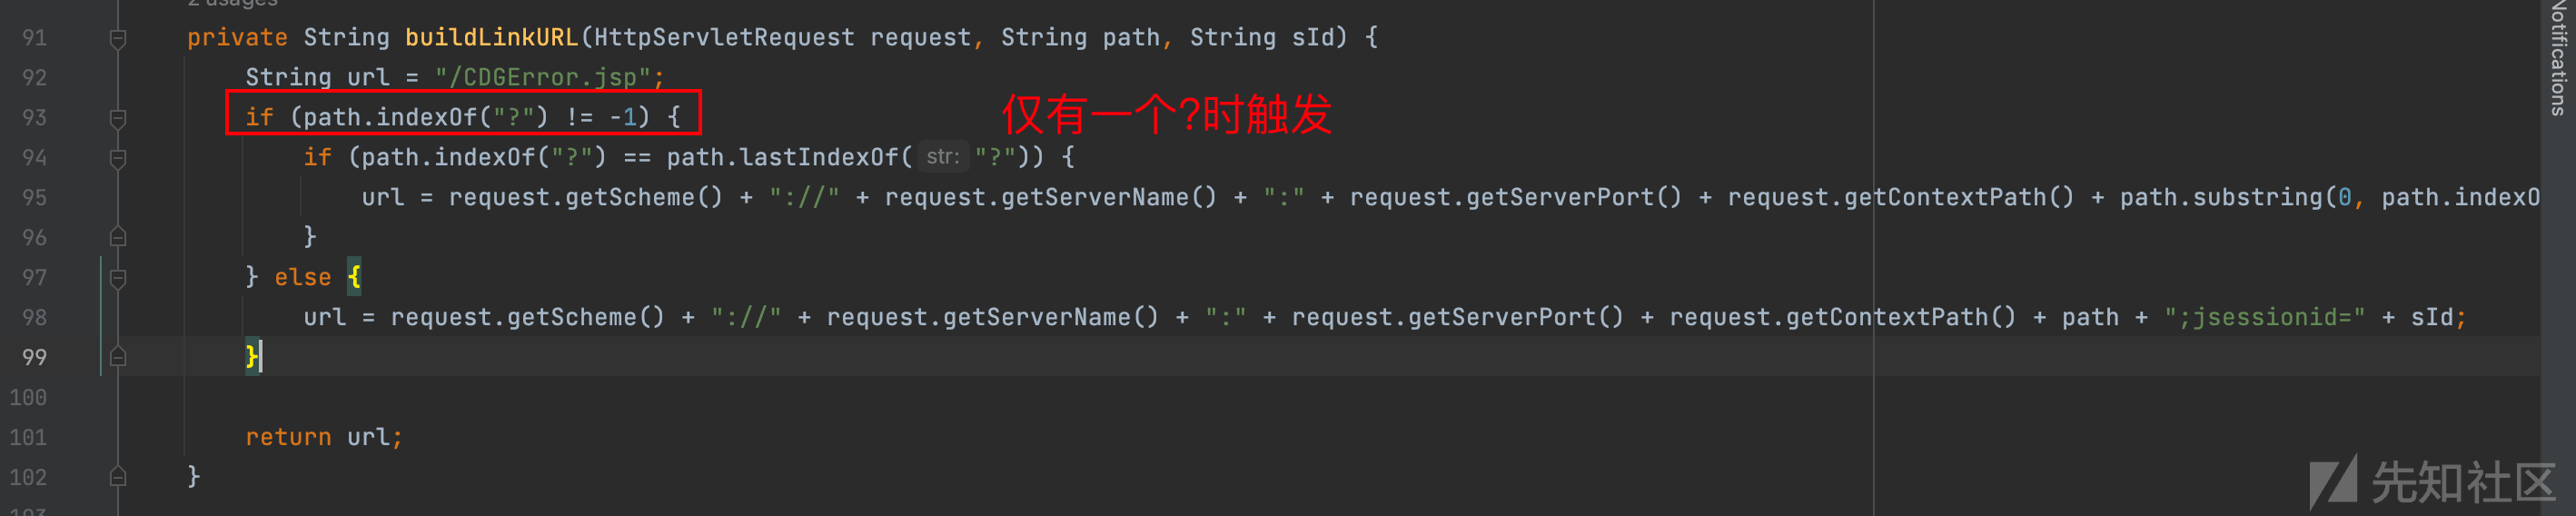 2 usages
91 private String buildLinkURL(HttpServletRequest request, String path, String sId) {
92 String url = "/CDGError.jsp";
93 if (path.indexOf("?") != -1) { 仅有一个?时触发
94 if (path.indexOf("?") == path.lastIndexOf( str: "?")) {
95 url = request.getScheme() + "://" + request.getServerName() + ":" + request.getServerPort() + request.getContextPath() + path.substring(0, path.indexO
96 }
97 } else {
98 url = request.getScheme() + "://" + request.getServerName() + ":" + request.getServerPort() + request.getContextPath() + path + ";jsessionid=" + sId;
99 }
100
101 return url;
102 }
103
Notifications
先知社区